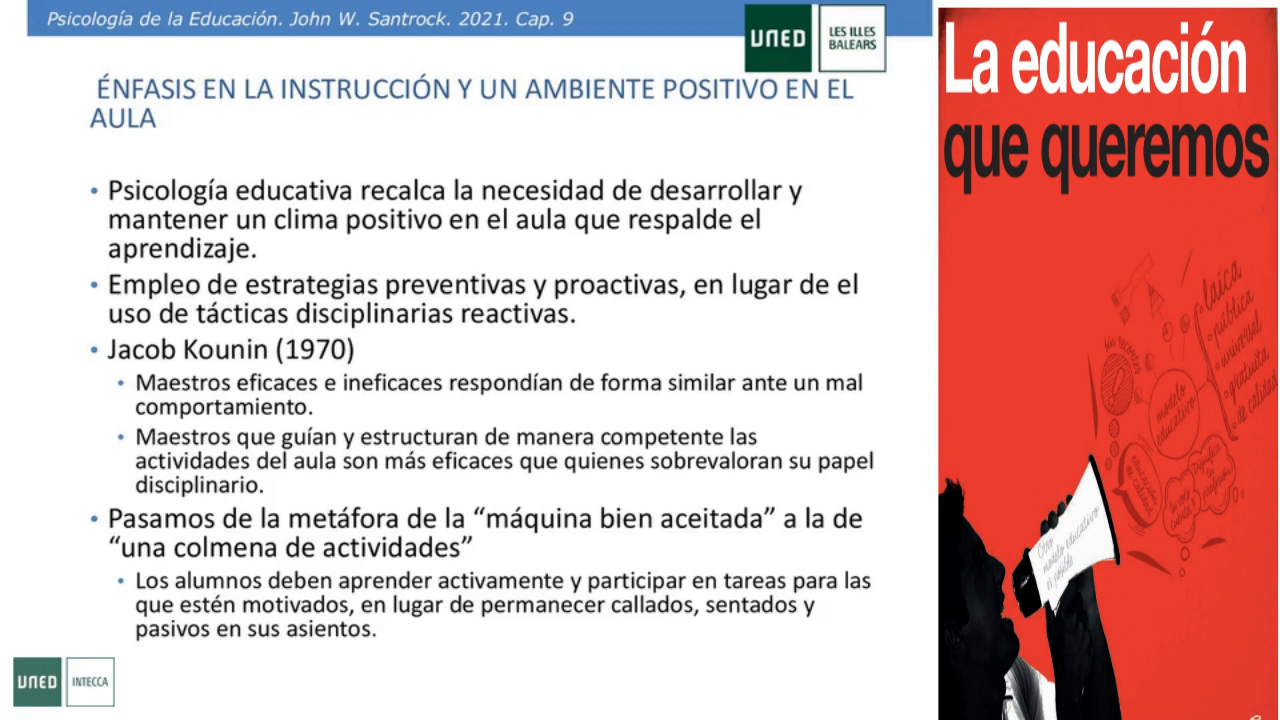 Psicología de la Educación. John W. Santrock. 2021. Cap. 9
UNED
LES ILLES
BALEARS
ÉNFASIS EN LA INSTRUCCIÓN Y UN AMBIENTE POSITIVO EN EL
AULA
• Psicología educativa recalca la necesidad de desarrollar y
mantener un clima positivo en el aula que respalde el
aprendizaje.
• Empleo de estrategias preventivas y proactivas, en lugar de el
uso de tácticas disciplinarias reactivas.
• Jacob Kounin (1970)
• Maestros eficaces e ineficaces respondían de forma similar ante un mal
comportamiento.
• Maestros que guían y estructuran de manera competente las
actividades del aula son más eficaces que quienes sobrevaloran su papel
disciplinario.
• Pasamos de la metáfora de la “máquina bien aceitada” a la de
“una colmena de actividades”
• Los alumnos deben aprender activamente y participar en tareas para las
que estén motivados, en lugar de permanecer callados, sentados y
pasivos en sus asientos.
UNED
INTECCA
La educación
que queremos
laica
pública
universal
gratuita
de calidad
sin recortes
modelo
educativo
Otro
modelo educativo
es posible